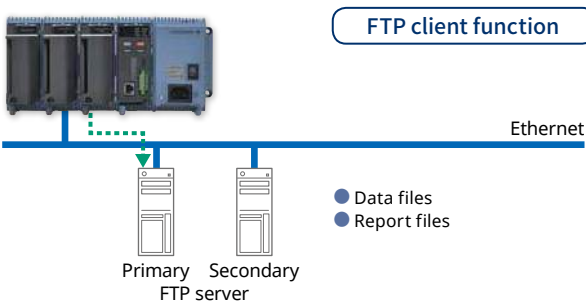 FTP client function
Ethernet
Data files
Report files
Primary Secondary
FTP server